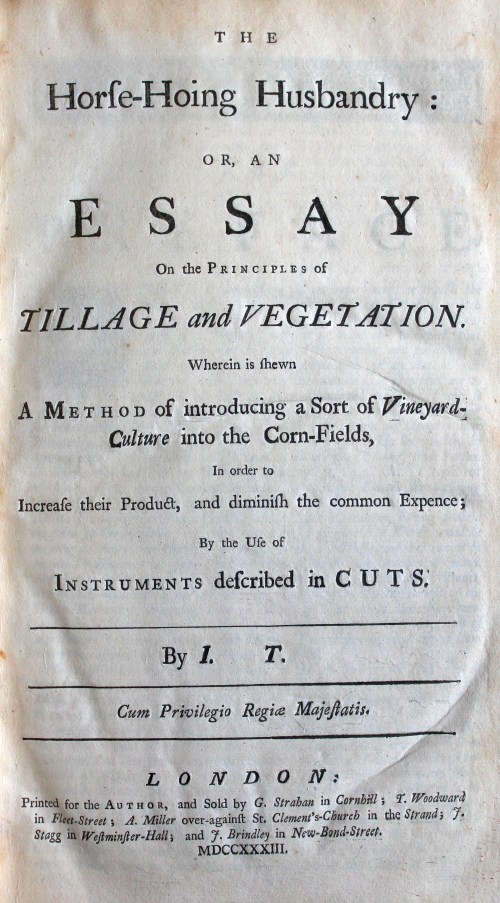 THE
Horſe-Hoing Husbandry:
OR, AN
ESSAY
On the PRINCIPLES of
TILLAGE and VEGETATION.
Wherein is ſhewn
A METHOD of introducing a Sort of Vineyard-
Culture into the Corn-Fields,
In order to
Increaſe their Product, and diminiſh the common Expence;
By the Uſe of
INSTRUMENTS deſcribed in CUTS.
By I. T.
Cum Privilegio Regiæ Majeſtatis.
LONDON:
Printed for the AUTHOR, and Sold by G. Strahan in Cornhill; T. Woodward
in Fleet-Street; A. Miller over-againſt St. Clement's-Church in the Strand; J.
Stagg in Weſtminſter-Hall; and J. Brindley in New-Bond-Street.
MDCCXXXIII.